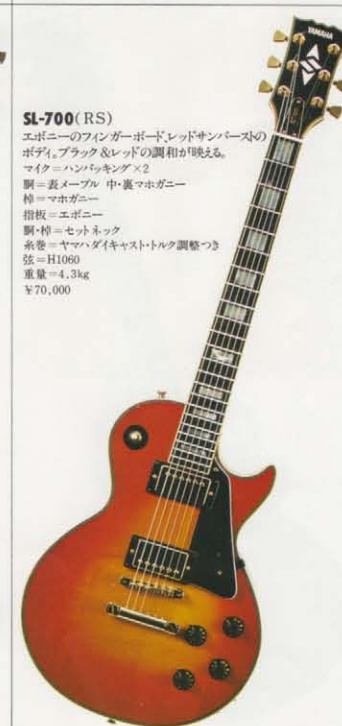 YAMAHA
SL-700(RS)
エボニーのフィンガーボード、レッドサンバーストの
ボディ。ブラック&レッドの調和が映える。
マイク=ハンバッキング×2
胴=表メープル 中・裏マホガニー
棹=マホガニー
指板=エボニー
胴・棹=セットネック
糸巻=ヤマハダイキャスト・トルク調整つき
弦=H1060
重量=4.3kg
¥70,000